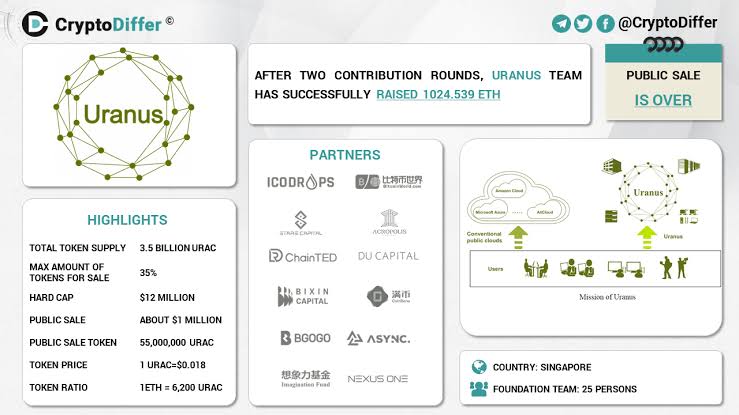 CryptoDiffer ©
@CryptoDiffer
Uranus
AFTER TWO CONTRIBUTION ROUNDS, URANUS TEAM
HAS SUCCESSFULLY RAISED 1024.539 ETH
PUBLIC SALE
IS OVER
HIGHLIGHTS
TOTAL TOKEN SUPPLY 3.5 BILLION URAC
MAX AMOUNT OF
TOKENS FOR SALE 35%
HARD CAP $12 MILLION
PUBLIC SALE ABOUT $1 MILLION
PUBLIC SALE TOKEN 55,000,000 URAC
TOKEN PRICE 1 URAC=$0.018
TOKEN RATIO 1ETH = 6,200 URAC
PARTNERS
ICODROPS
比特币世界
BitcoinWorld.com
ACROPOLIS
ChainTED
DU CAPITAL
BIXIN
CAPITAL
满币
BGOGO
ASYNC.
想象力基金
Imagination Fund
NEXUS ONE
Amazon Cloud
Microsoft Azure
AliCloud
Conventional
public clouds
Uranus
Uranus
Users
Mission of Uranus
COUNTRY: SINGAPORE
FOUNDATION TEAM: 25 PERSONS